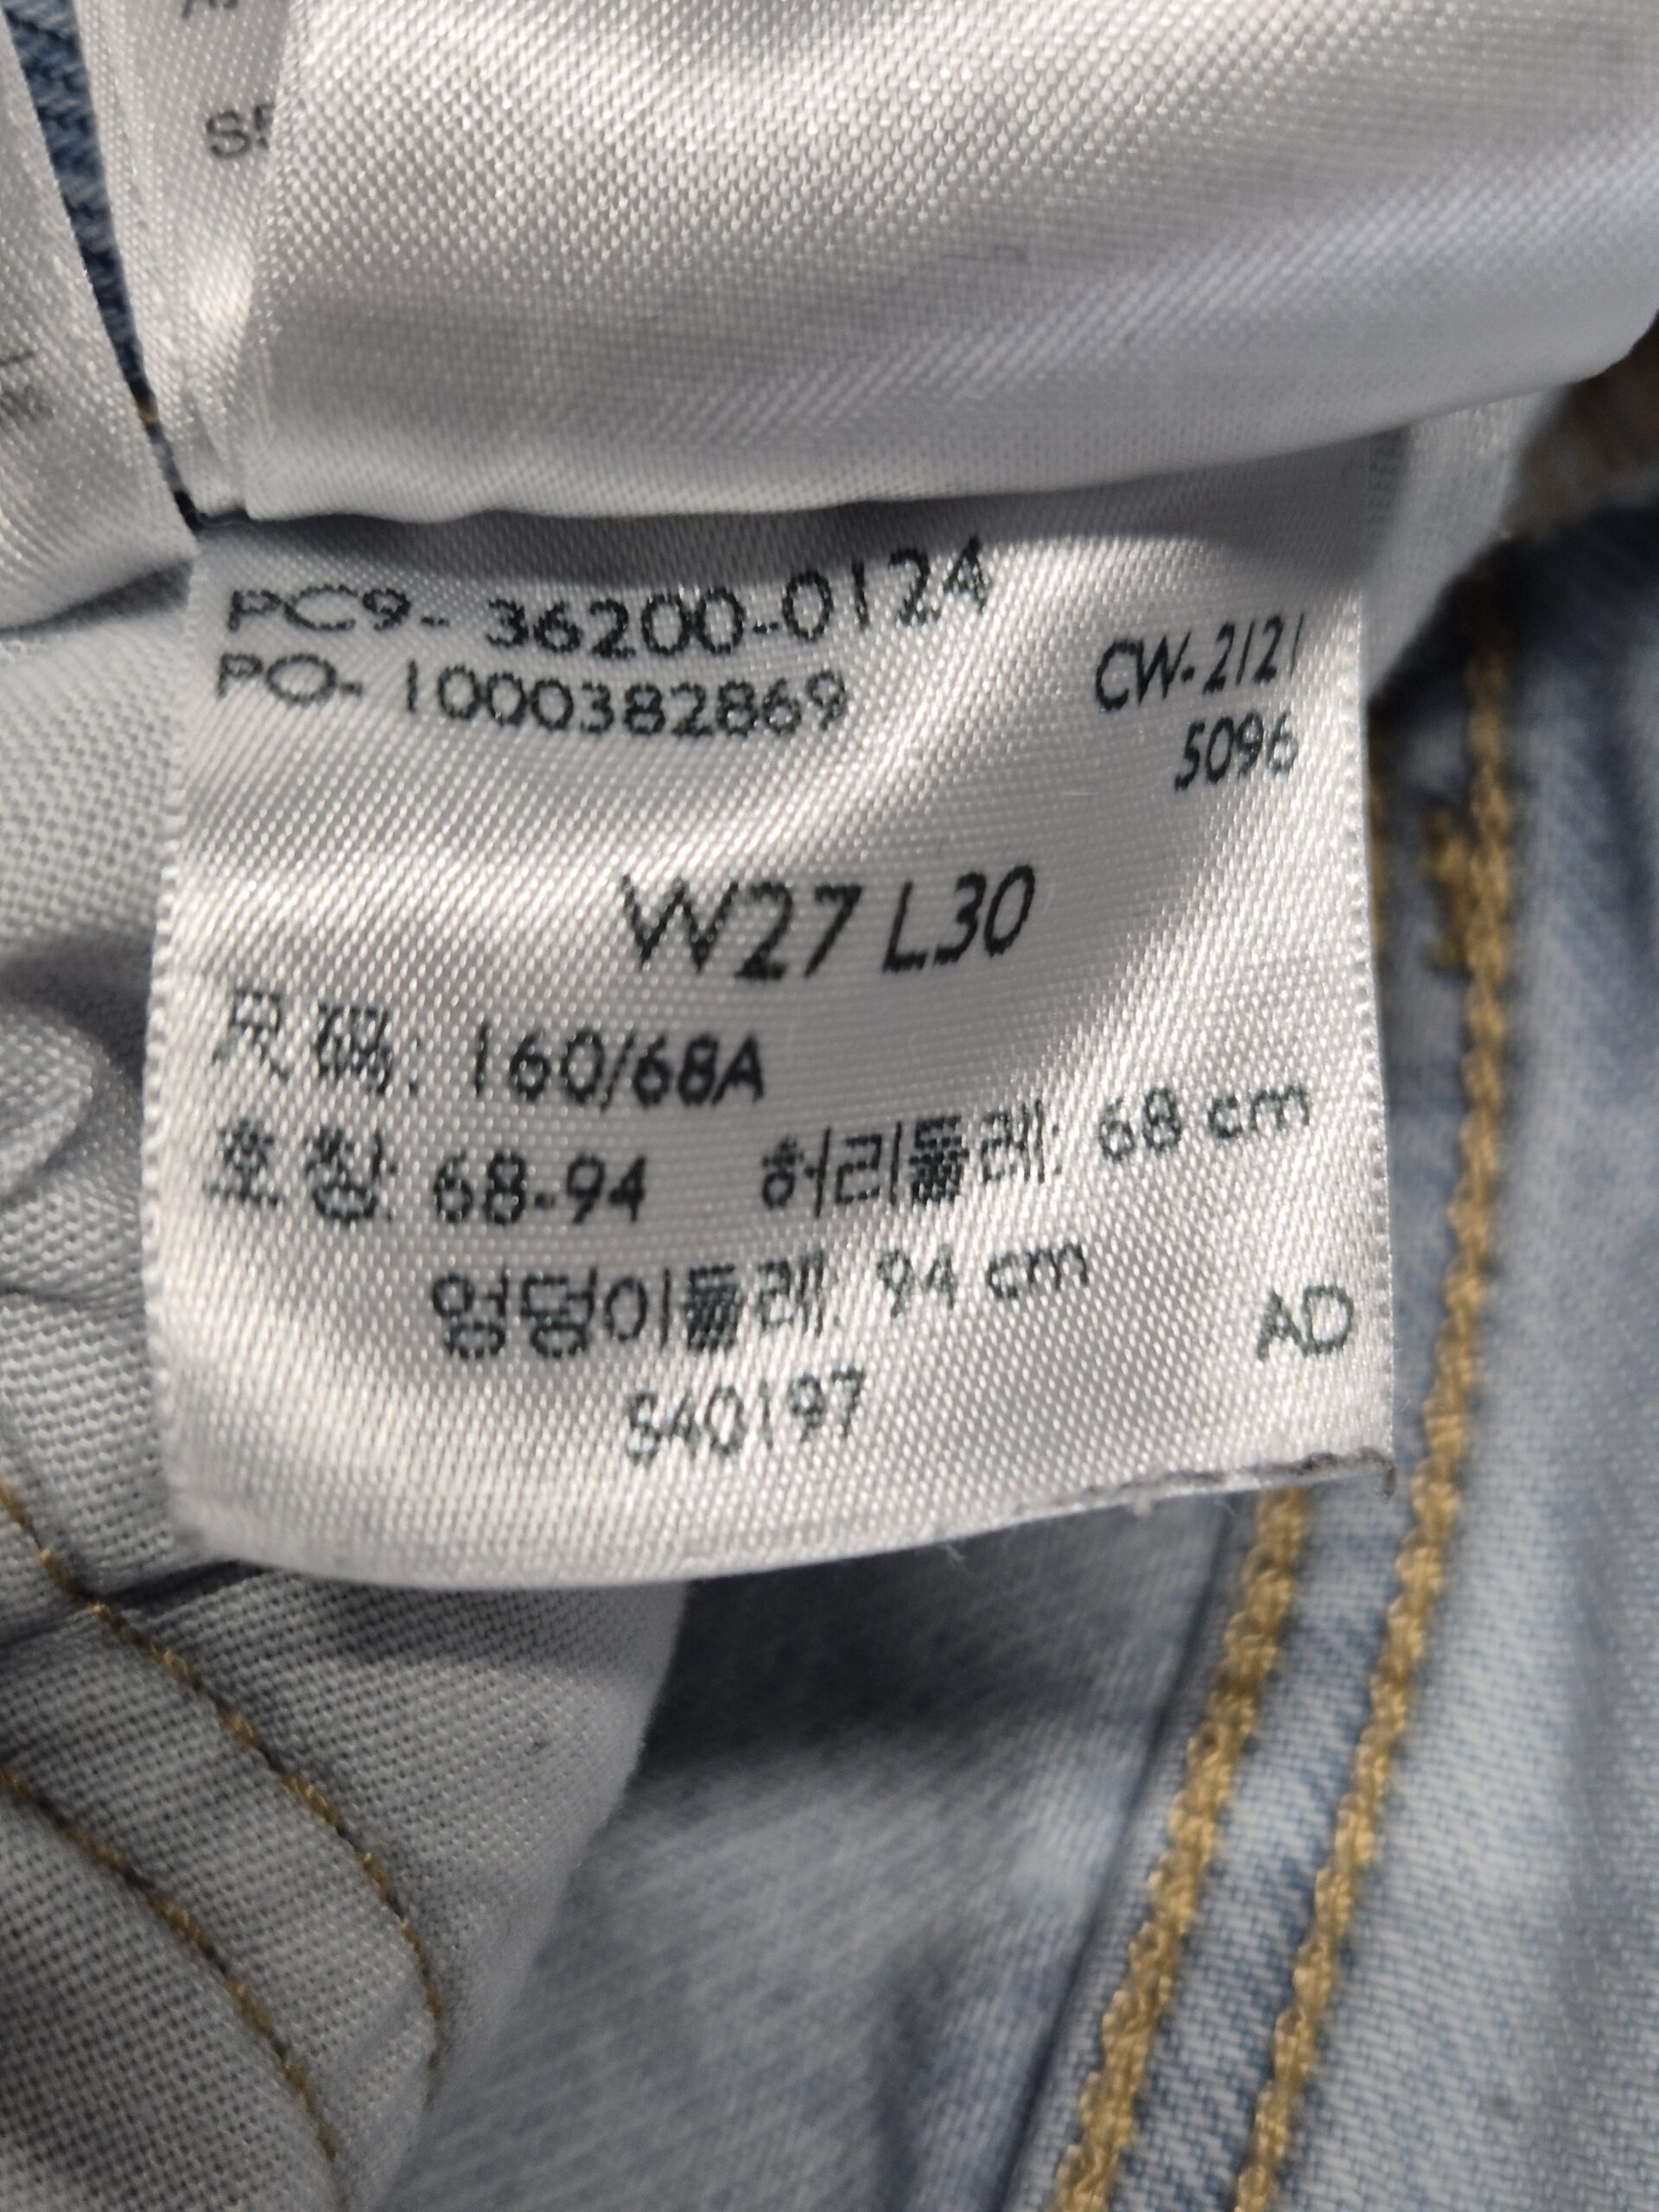 PC9- 36200-0124
PO- 1000382869
CW-2121
5096
W27 L30
尺 码: 160/68A
호 칭: 68-94 허리둘레: 68 cm
엉덩이둘레: 94 cm
AD
S40197